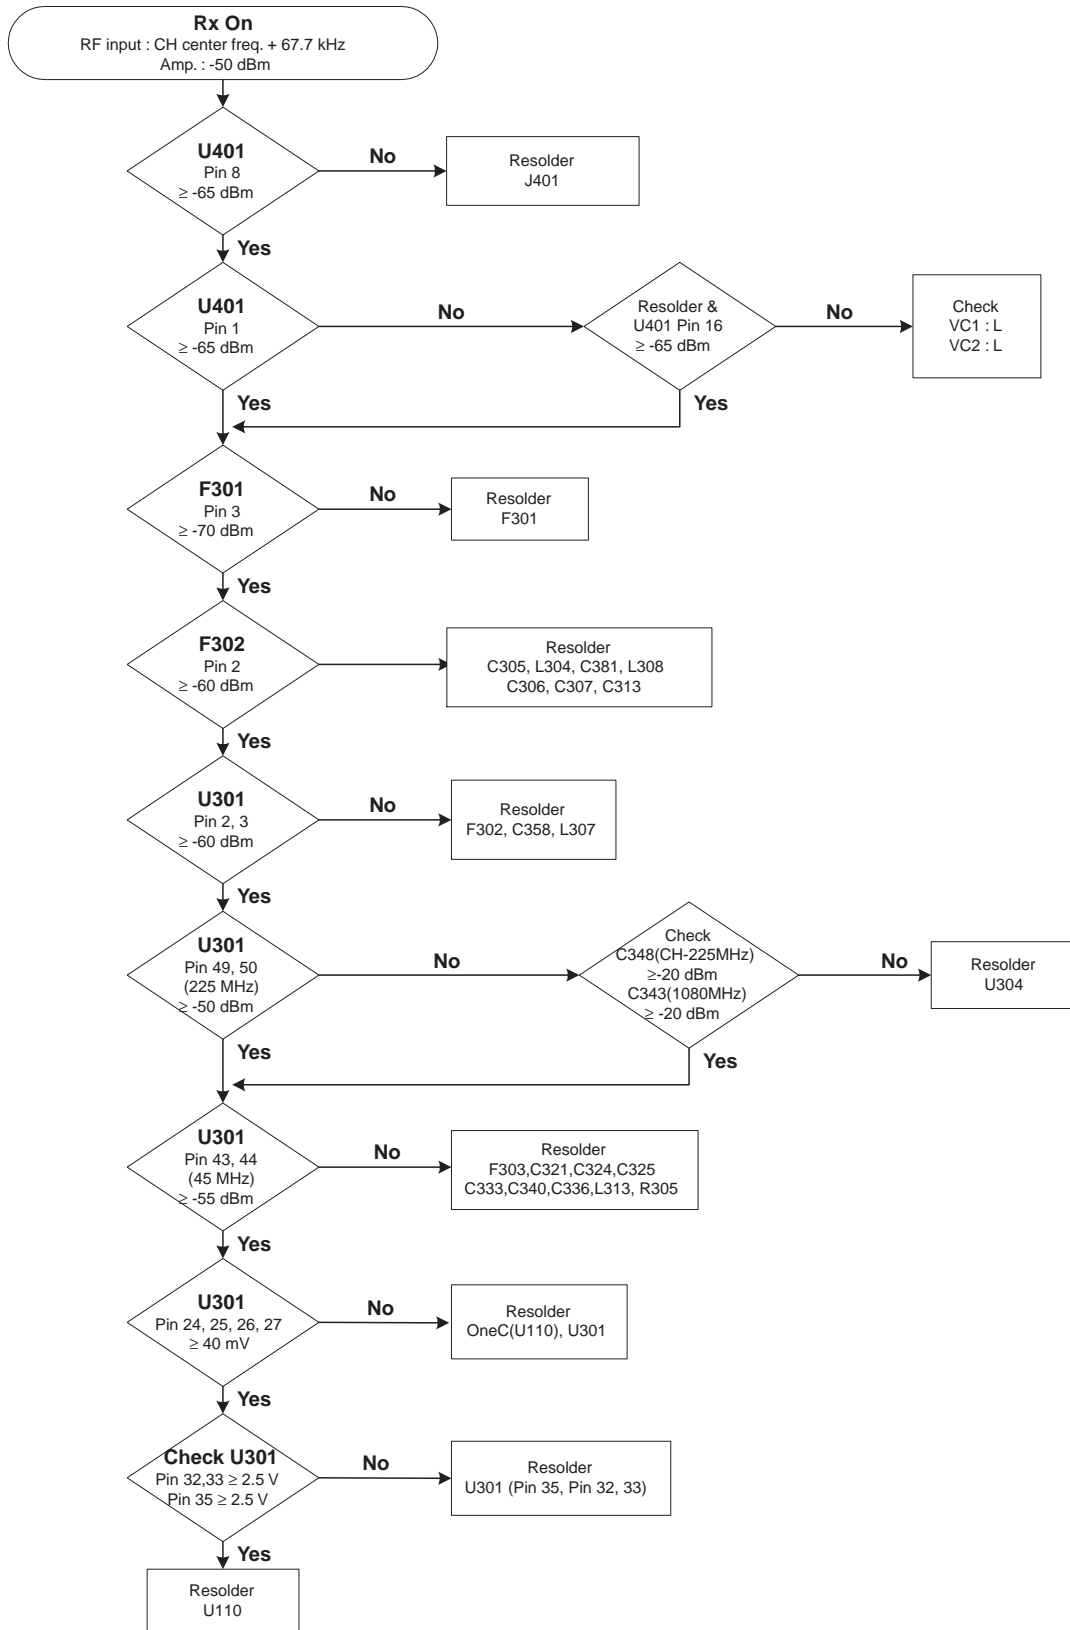 Rx On
RF input : CH center freq. + 67.7 kHz
Amp. : -50 dBm
U401
Pin 8
≥ -65 dBm
No
Resolder
J401
Yes
U401
Pin 1
≥ -65 dBm
No
Resolder &
U401 Pin 16
≥ -65 dBm
No
Check
VC1 : L
VC2 : L
Yes
Yes
F301
Pin 3
≥ -70 dBm
No
Resolder
F301
Yes
F302
Pin 2
≥ -60 dBm
Resolder
C305, L304, C381, L308
C306, C307, C313
Yes
U301
Pin 2, 3
≥ -60 dBm
No
Resolder
F302, C358, L307
Yes
U301
Pin 49, 50
(225 MHz)
≥ -50 dBm
No
Check
C348(CH-225MHz)
≥-20 dBm
C343(1080MHz)
≥ -20 dBm
No
Resolder
U304
Yes
Yes
U301
Pin 43, 44
(45 MHz)
≥ -55 dBm
No
Resolder
F303,C321,C324,C325
C333,C340,C336,L313, R305
Yes
U301
Pin 24, 25, 26, 27
≥ 40 mV
No
Resolder
OneC(U110), U301
Yes
Check U301
Pin 32,33 ≥ 2.5 V
Pin 35 ≥ 2.5 V
No
Resolder
U301 (Pin 35, Pin 32, 33)
Yes
Resolder
U110